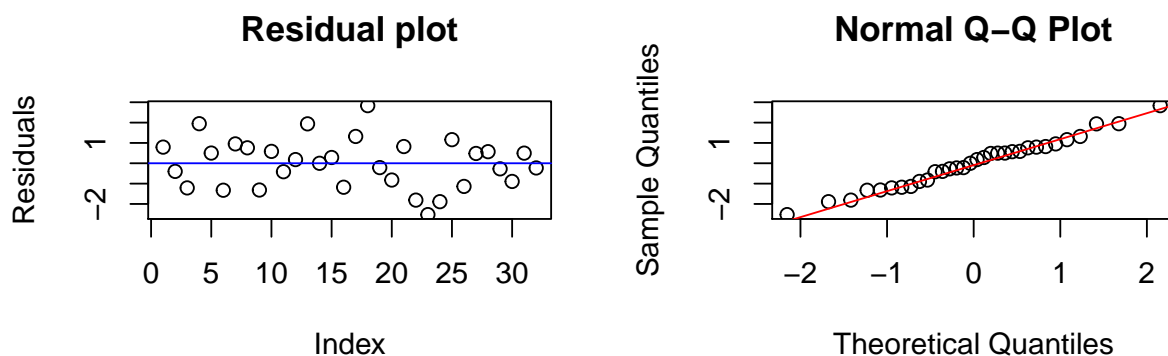 Residual plot
Residuals
1
−2
0 5 10 15 20 25 30
Index
Normal Q−Q Plot
Sample Quantiles
1
−2
−2 −1 0 1 2
Theoretical Quantiles